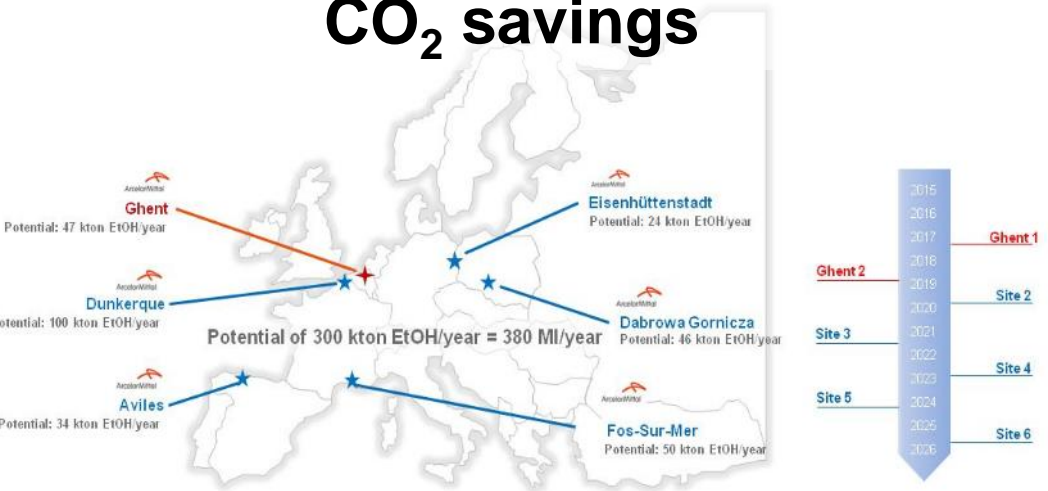 CO₂ savings
ArcelorMittal
Ghent
Potential: 47 kton EtOH/year
ArcelorMittal
Dunkerque
otential: 100 kton EtOH/year
ArcelorMittal
Aviles
Potential: 34 kton EtOH/year
Potential of 300 kton EtOH/year = 380 Ml/year
ArcelorMittal
Eisenhüttenstadt
Potential: 24 kton EtOH/year
ArcelorMittal
Dabrowa Gornicza
Potential: 46 kton EtOH/year
ArcelorMittal
Fos-Sur-Mer
Potential: 50 kton EtOH/year
2015
2016
2017
Ghent 1
2018
Ghent 2
2019
Site 2
2020
2021
Site 3
2022
Site 4
2023
Site 5
2024
2025
Site 6
2026